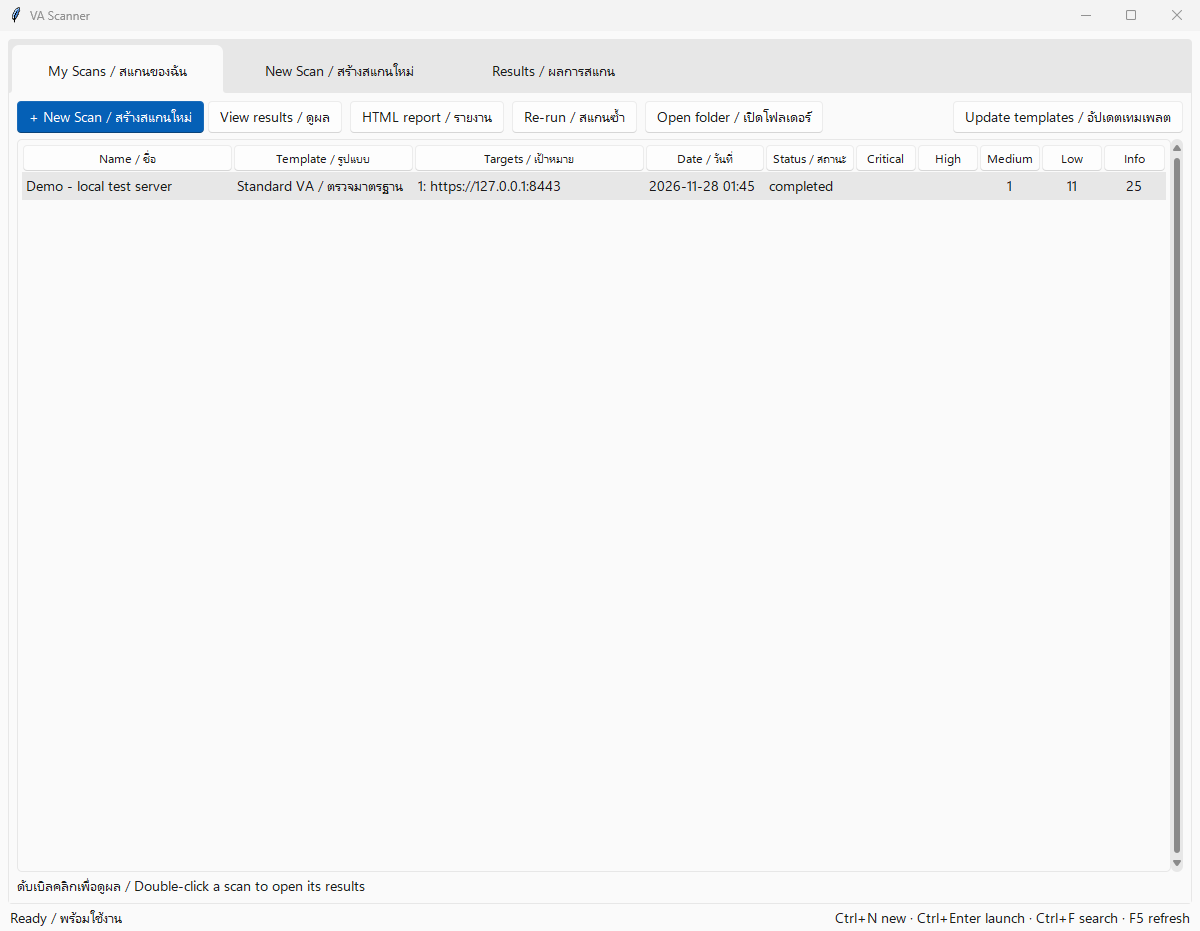 VA Scanner
My Scans / สแกนของฉัน
New Scan / สร้างสแกนใหม่
Results / ผลการสแกน
+ New Scan / สร้างสแกนใหม่
View results / ดูผล
HTML report / รายงาน
Re-run / สแกนซ้ำ
Open folder / เปิดโฟลเดอร์
Update templates / อัปเดตเทมเพลต
Name / ชื่อ
Template / รูปแบบ
Targets / เป้าหมาย
Date / วันที่
Status / สถานะ
Critical
High
Medium
Low
Info
Demo - local test server
Standard VA / ตรวจมาตรฐาน
1: https://127.0.0.1:8443
2026-11-28 01:45
completed
1
11
25
ดับเบิลคลิกเพื่อดูผล / Double-click a scan to open its results
Ready / พร้อมใช้งาน
Ctrl+N new · Ctrl+Enter launch · Ctrl+F search · F5 refresh